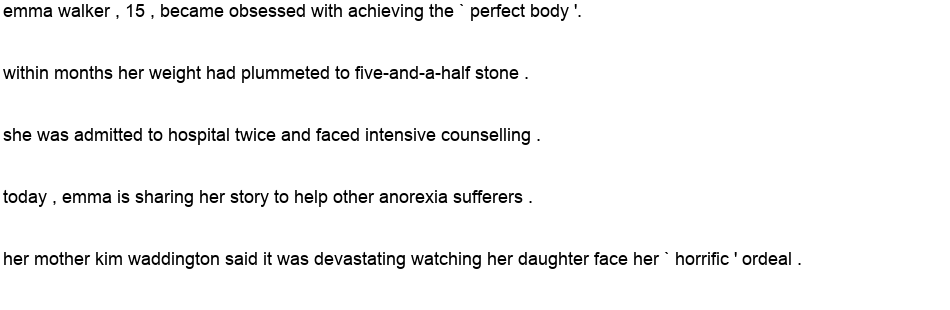 emma walker , 15 , became obsessed with achieving the ` perfect body '.
within months her weight had plummeted to five-and-a-half stone .
she was admitted to hospital twice and faced intensive counselling .
today , emma is sharing her story to help other anorexia sufferers .
her mother kim waddington said it was devastating watching her daughter face her ` horrific ' ordeal .